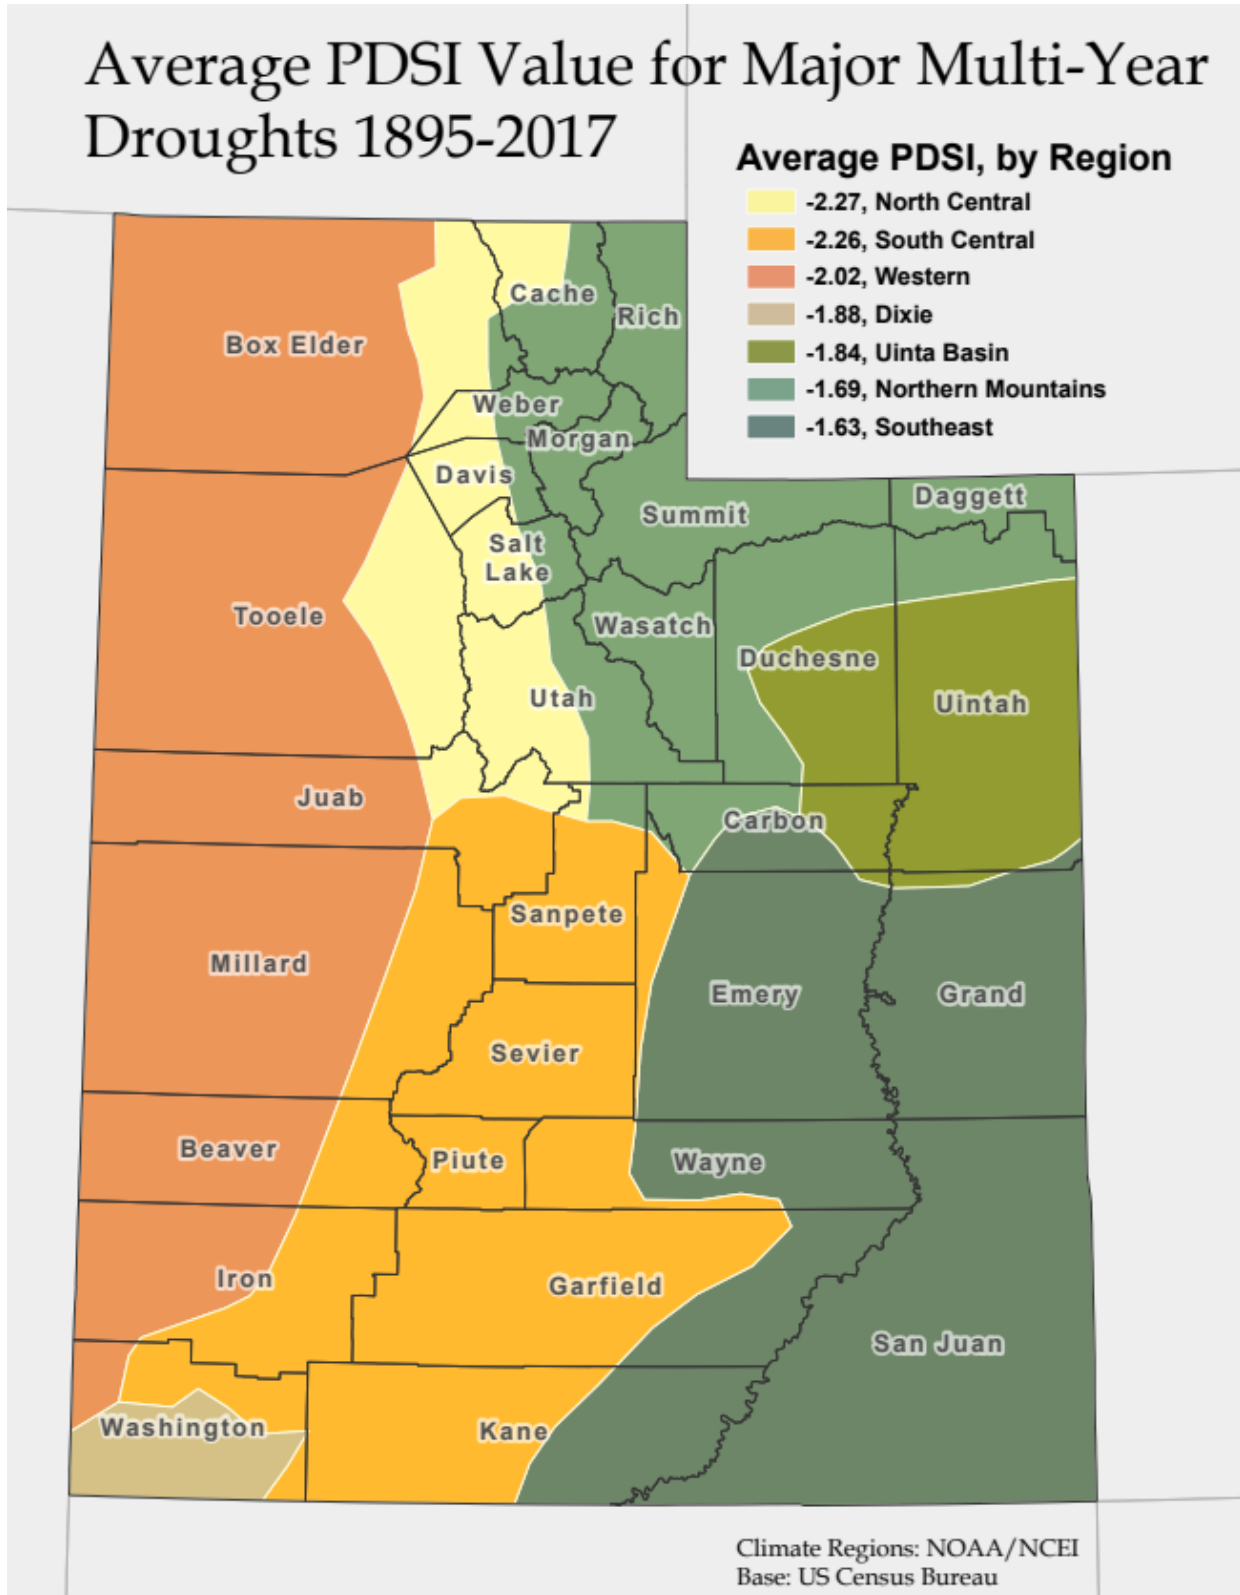 Average PDSI Value for Major Multi-Year
Droughts 1895-2017
Average PDSI, by Region
-2.27, North Central
-2.26, South Central
-2.02, Western
-1.88, Dixie
-1.84, Uinta Basin
-1.69, Northern Mountains
-1.63, Southeast
Cache
Rich
Box Elder
Weber
Morgan
Davis
Daggett
Summit
Salt
Lake
Tooele
Wasatch
Duchesne
Utah
Uintah
Juab
Carbon
Sanpete
Millard
Emery
Grand
Sevier
Beaver
Piute
Wayne
Iron
Garfield
San Juan
Washington
Kane
Climate Regions: NOAA/NCEI
Base: US Census Bureau